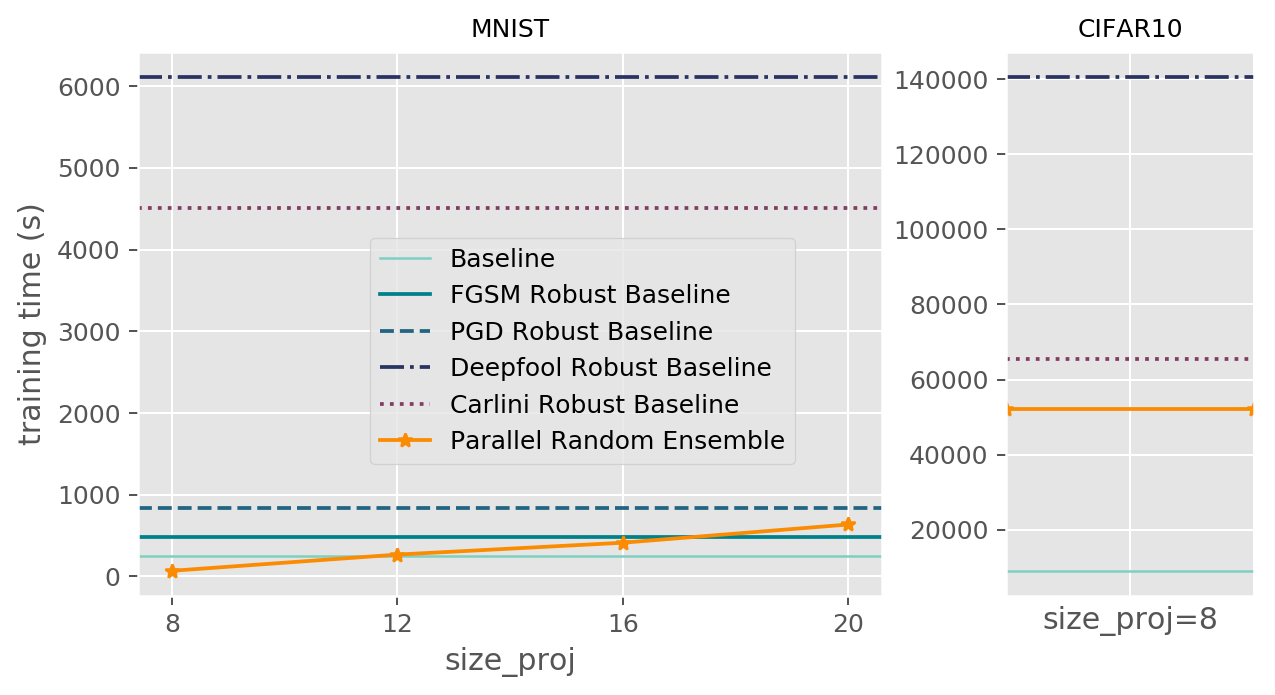 MNIST
CIFAR10
training time (s)
6000
5000
4000
3000
2000
1000
0
8
12
16
20
size_proj
Baseline
FGSM Robust Baseline
PGD Robust Baseline
Deepfool Robust Baseline
Carlini Robust Baseline
Parallel Random Ensemble
140000
120000
100000
80000
60000
40000
20000
size_proj=8